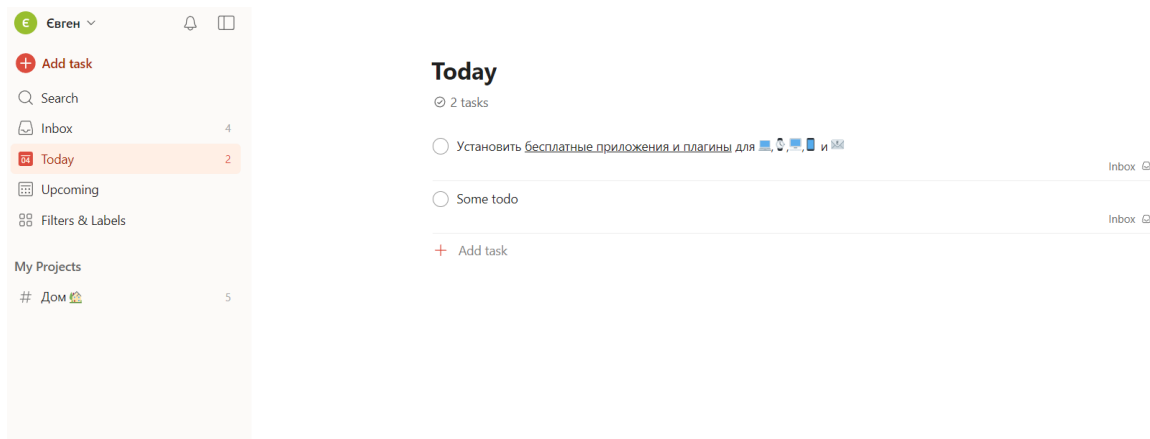 Є Євген
Add task
Search
Inbox 4
04 Today 2
Upcoming
Filters & Labels
My Projects
# Дом 🏡 5
Today
2 tasks
Установить бесплатные приложения и плагины для 💻,⌚,🖥️,📱 и 📨
Inbox
Some todo
Inbox
+ Add task